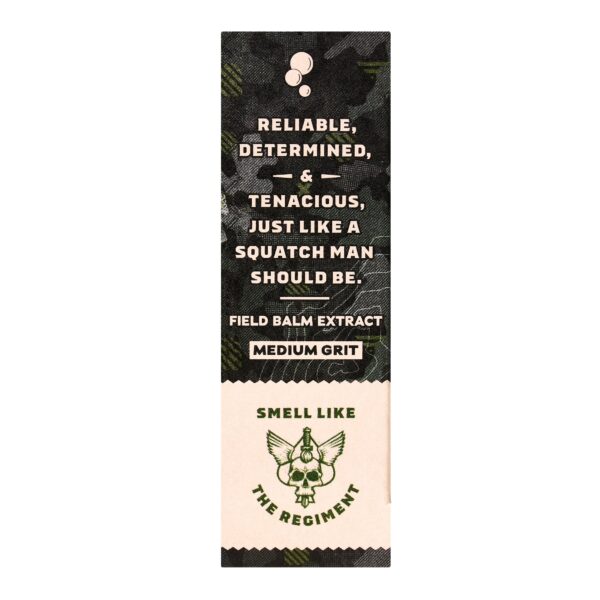 RELIABLE,
DETERMINED,
&
TENACIOUS,
JUST LIKE A
SQUATCH MAN
SHOULD BE.
FIELD BALM EXTRACT
MEDIUM GRIT
SMELL LIKE
THE REGIMENT